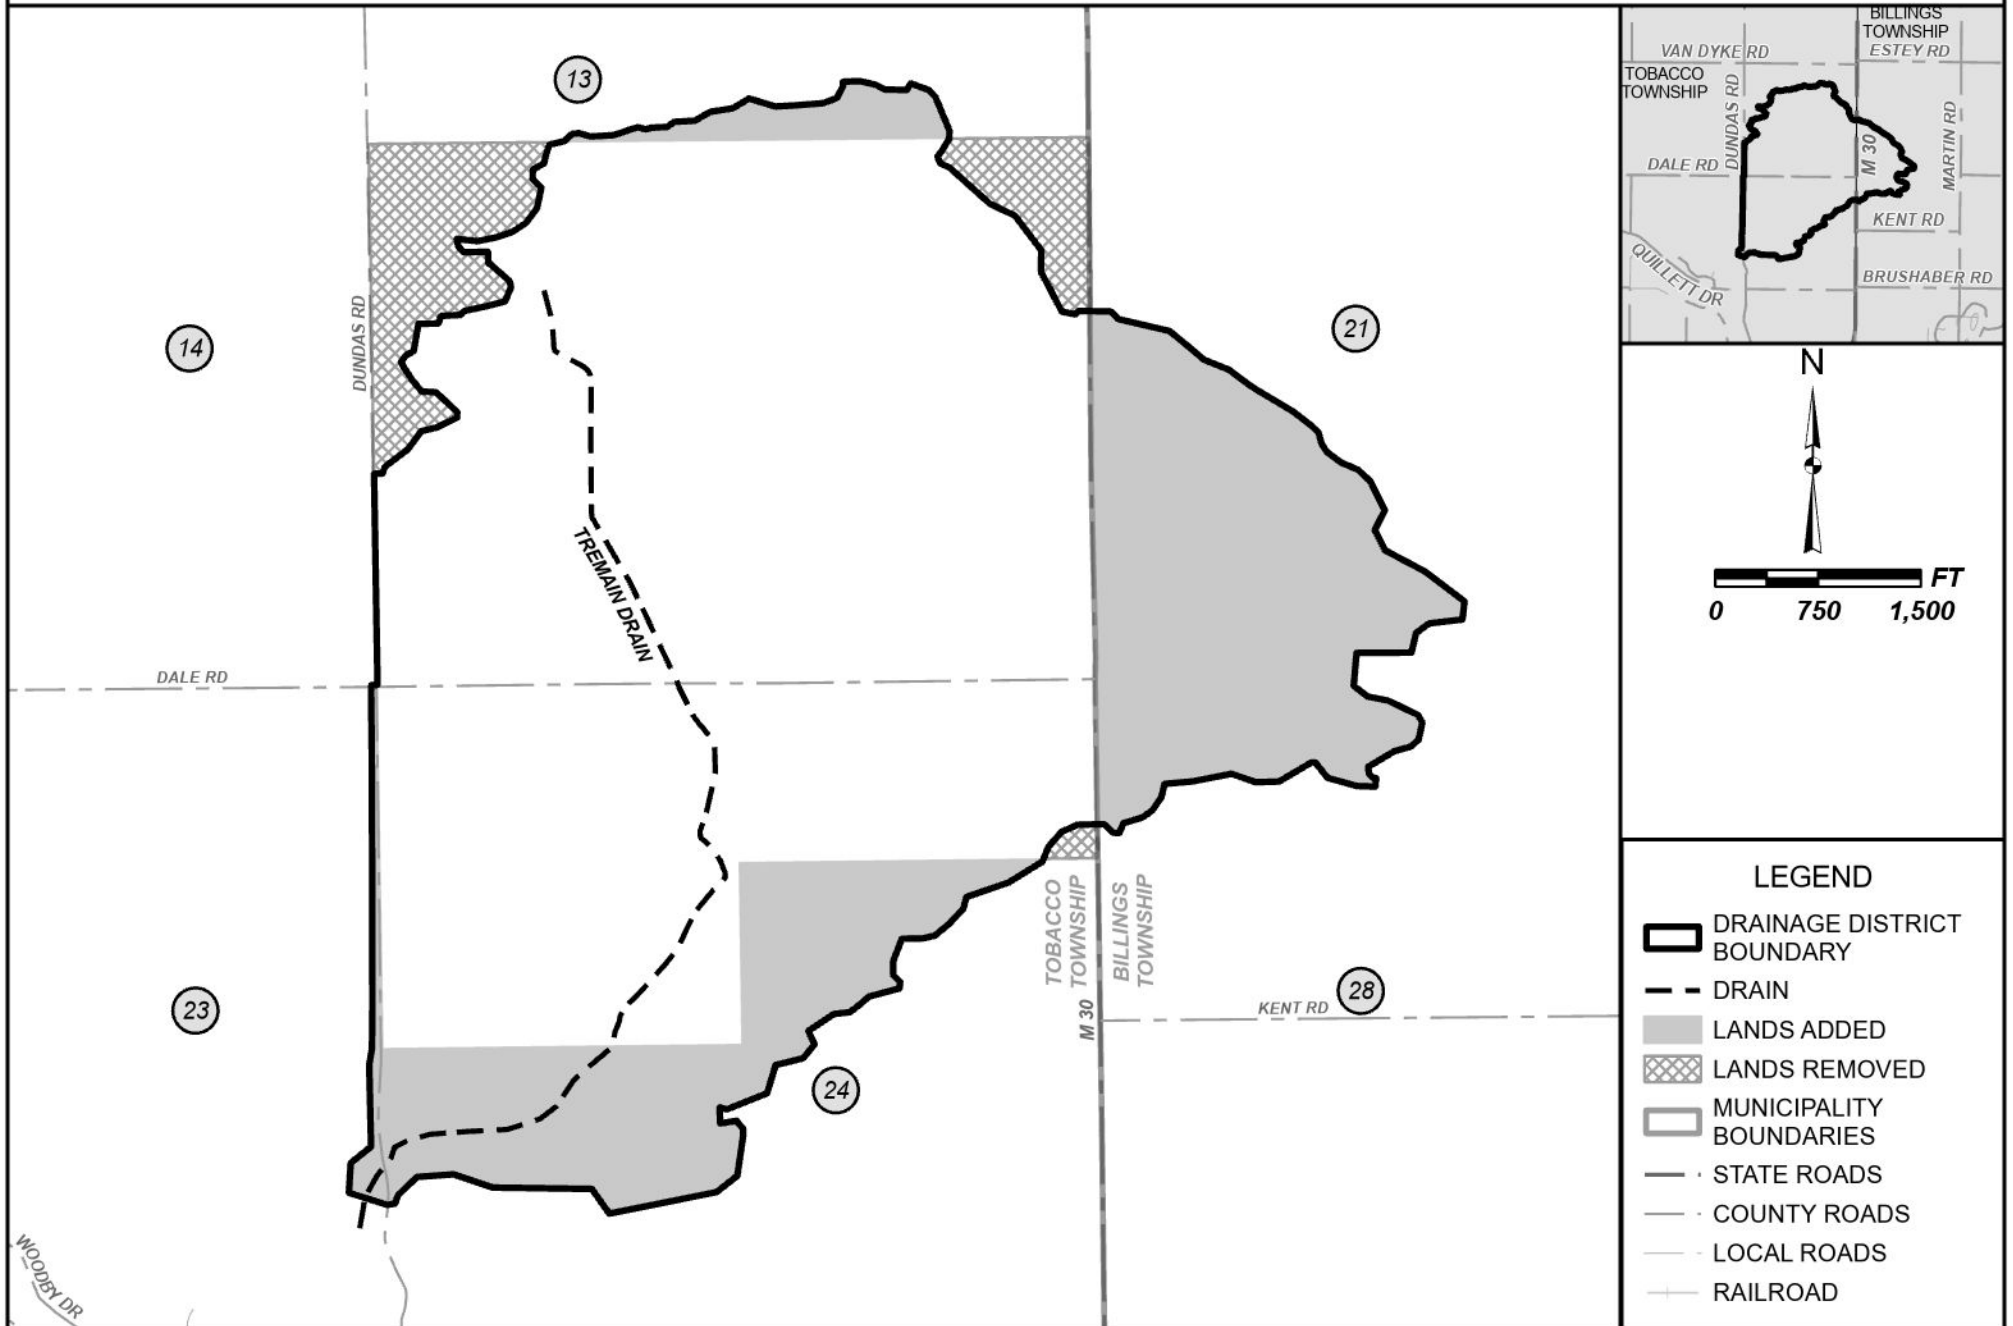 13
14
21
23
24
28
DUNDAS RD
DALE RD
TREMAIN DRAIN
TOBACCO
TOWNSHIP
BILLINGS
TOWNSHIP
M 30
KENT RD
WOODBY DR
BILLINGS
TOWNSHIP
VAN DYKE RD
ESTEY RD
TOBACCO
TOWNSHIP
DUNDAS RD
M 30
MARTIN RD
DALE RD
KENT RD
QUILLETT DR
BRUSHABER RD
N
FT
0 750 1,500
LEGEND
DRAINAGE DISTRICT
BOUNDARY
DRAIN
LANDS ADDED
LANDS REMOVED
MUNICIPALITY
BOUNDARIES
STATE ROADS
COUNTY ROADS
LOCAL ROADS
RAILROAD